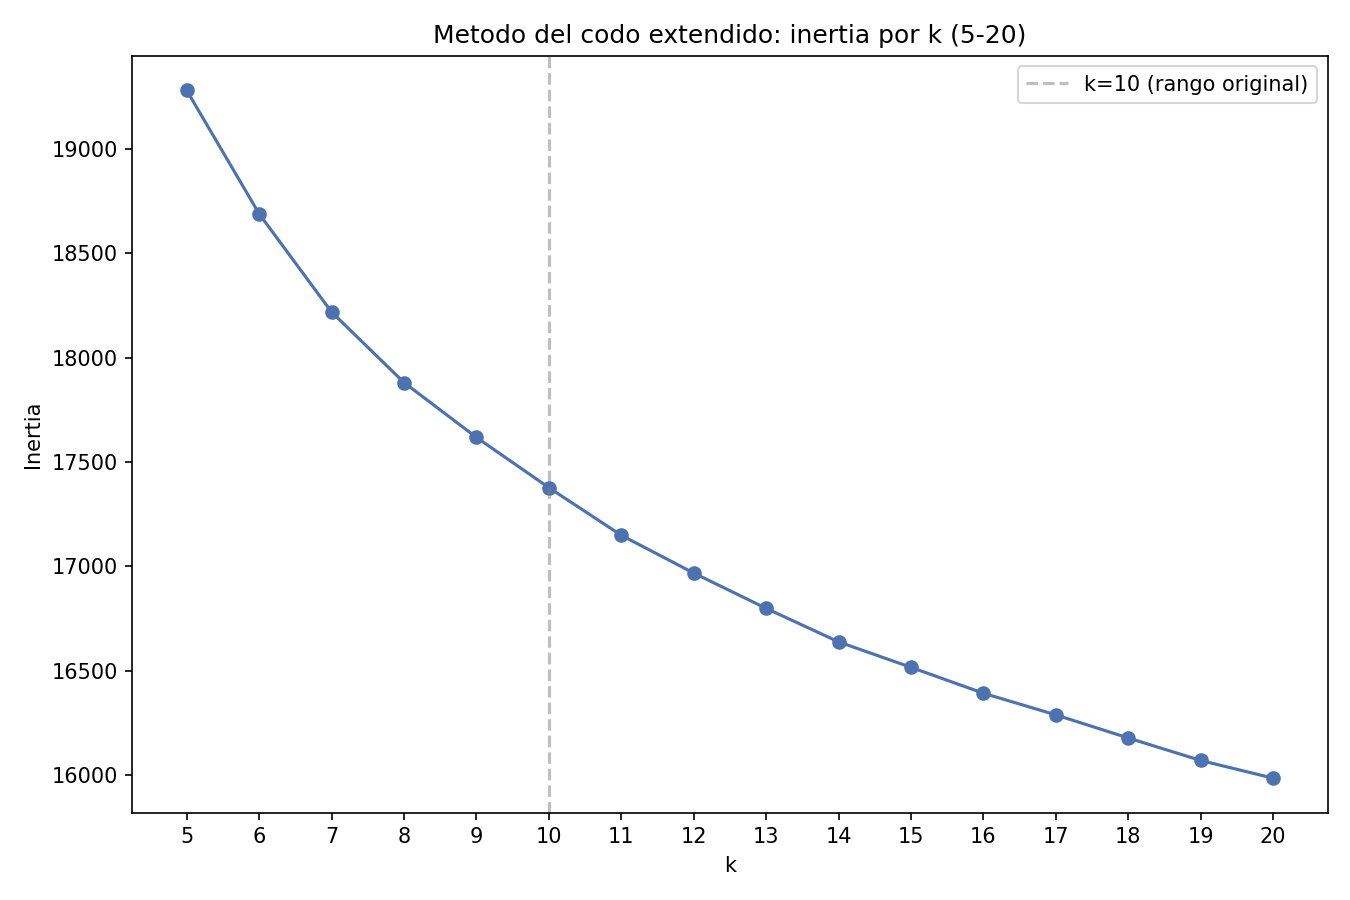 Metodo del codo extendido: inertia por k (5-20)
k=10 (rango original)
19000
18500
18000
17500
17000
16500
16000
Inertia
5 6 7 8 9 10 11 12 13 14 15 16 17 18 19 20
k